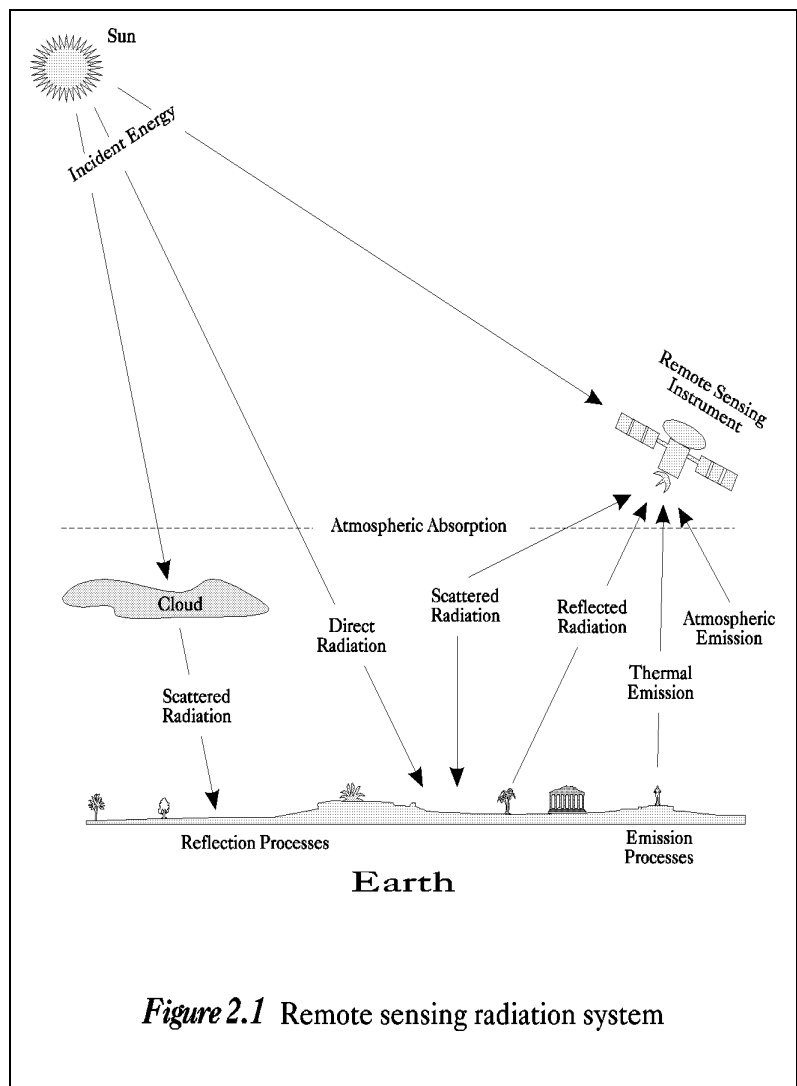 Sun
Incident Energy
Remote Sensing
Instrument
Atmospheric Absorption
Cloud
Scattered
Radiation
Direct
Radiation
Scattered
Radiation
Reflected
Radiation
Atmospheric
Emission
Thermal
Emission
Reflection Processes
Emission
Processes
Earth
Figure 2.1 Remote sensing radiation system